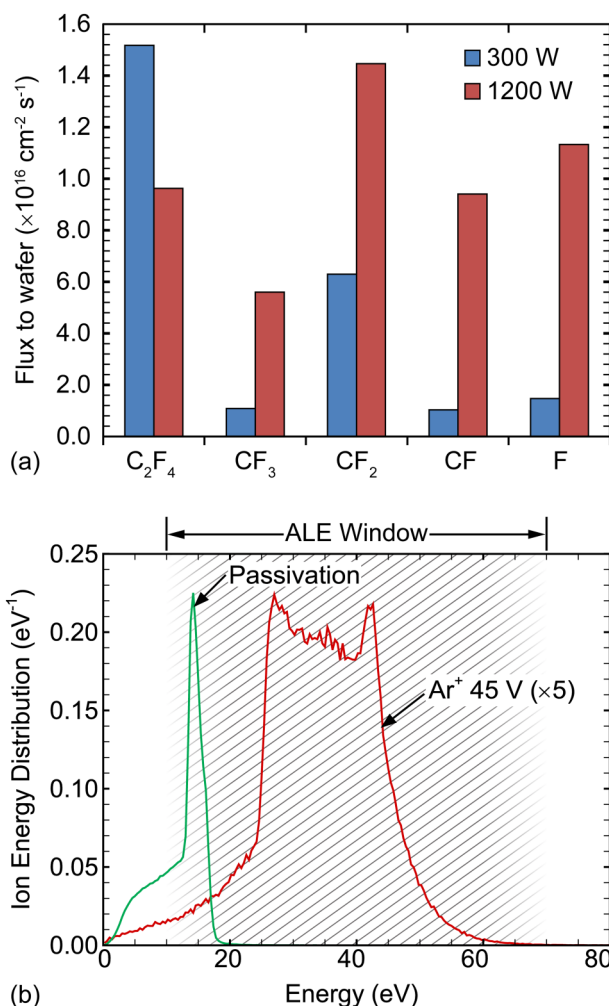 1.6
1.4
1.2
1.0
8.0
6.0
4.0
2.0
0.0
Flux to wafer (×10¹⁶ cm⁻² s⁻¹)
300 W
1200 W
C₂F₄ CF₃ CF₂ CF F
(a)
ALE Window
0.25
0.20
0.15
0.10
0.05
0.00
Ion Energy Distribution (eV⁻¹)
Passivation
Ar⁺ 45 V (×5)
0 20 40 60 80
Energy (eV)
(b)